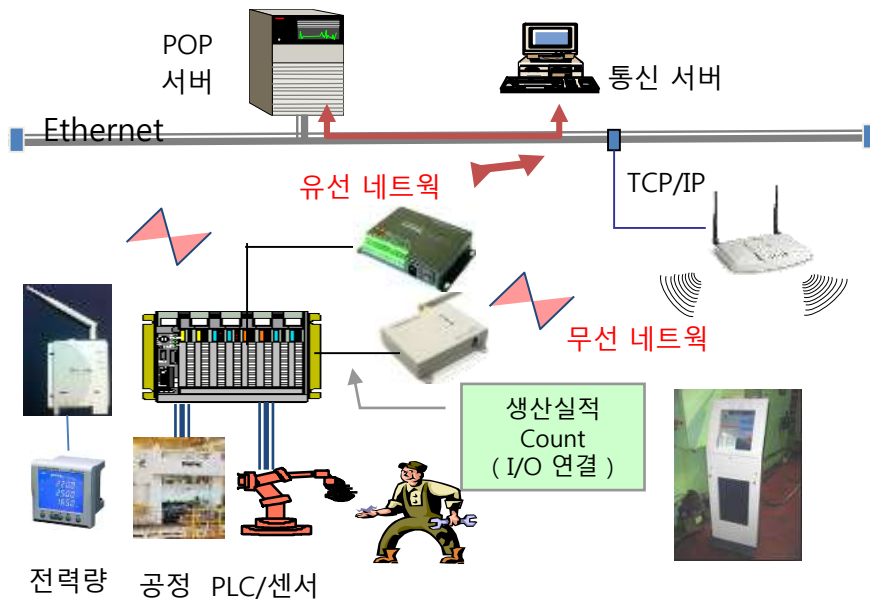 POP
서버
통신 서버
Ethernet
유선 네트웍
TCP/IP
무선 네트웍
생산실적
Count
( I/O 연결 )
전력량
공정
PLC/센서